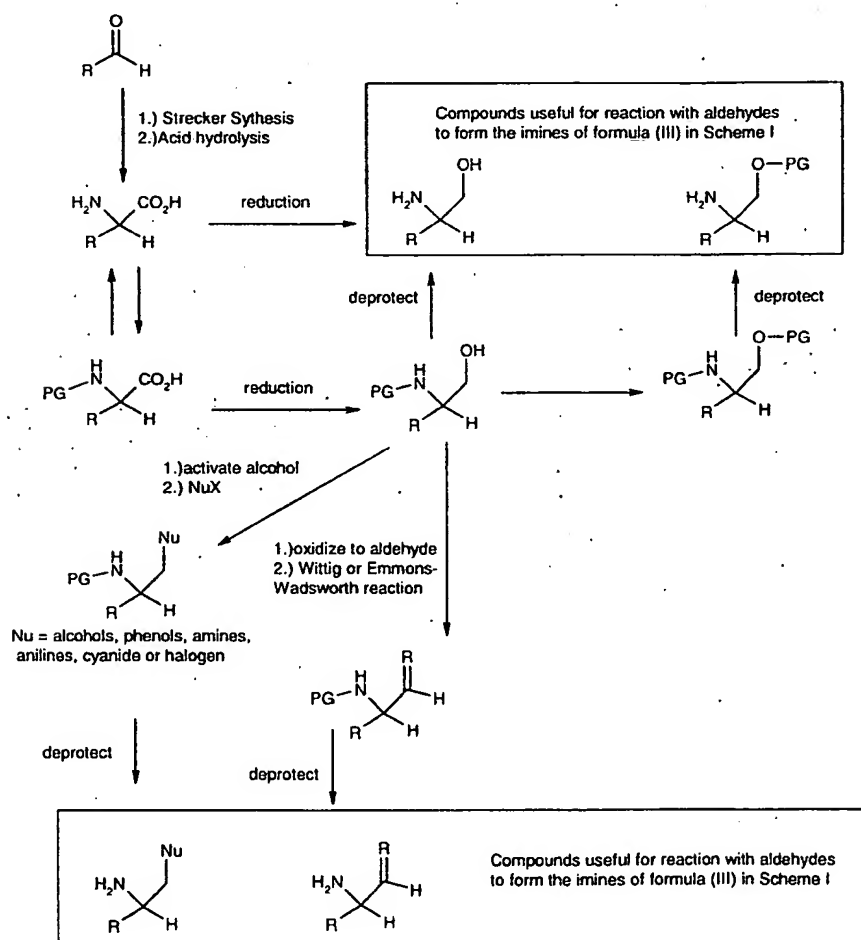 O
R H
1.) Strecker Sythesis
2.)Acid hydrolysis
Compounds useful for reaction with aldehydes
to form the imines of formula (III) in Scheme I
H₂N CO₂H
R H
reduction
OH
H₂N
R H
O—PG
H₂N
R H
deprotect
deprotect
H
PG—N CO₂H
R H
reduction
OH
H
PG—N
R H
O—PG
H
PG—N
R H
1.)activate alcohol
2.) NuX
1.)oxidize to aldehyde
2.) Wittig or Emmons-
Wadsworth reaction
Nu
H
PG—N
R H
Nu = alcohols, phenols, amines,
anilines, cyanide or halogen
R
H
PG—N H
R H
deprotect
deprotect
Nu
H₂N
R H
R
H₂N H
R H
Compounds useful for reaction with aldehydes
to form the imines of formula (III) in Scheme I